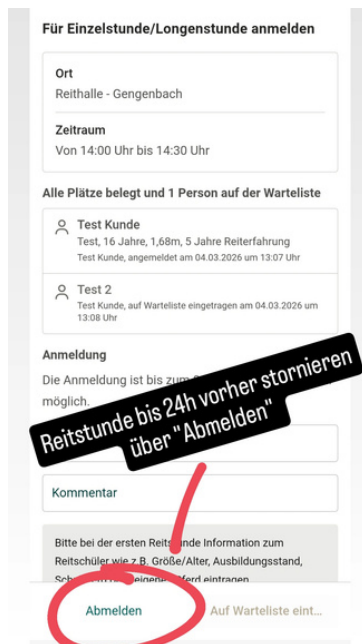 Für Einzelstunde/Longenstunde anmelden
Ort
Reithalle - Gengenbach
Zeitraum
Von 14:00 Uhr bis 14:30 Uhr
Alle Plätze belegt und 1 Person auf der Warteliste
Test Kunde
Test, 16 Jahre, 1,68m, 5 Jahre Reiterfahrung
Test Kunde, angemeldet am 04.03.2026 um 13:07 Uhr
Test 2
Test Kunde, auf Warteliste eingetragen am 04.03.2026 um
13:08 Uhr
Anmeldung
Die Anmeldung ist bis zum
möglich.
Reitstunde bis 24h vorher stornieren
über "Abmelden"
Kommentar
Bitte bei der ersten Reitstunde Information zum
Reitschüler wie z.B. Größe/Alter, Ausbildungsstand,
eintragen
Abmelden
Auf Warteliste eint...